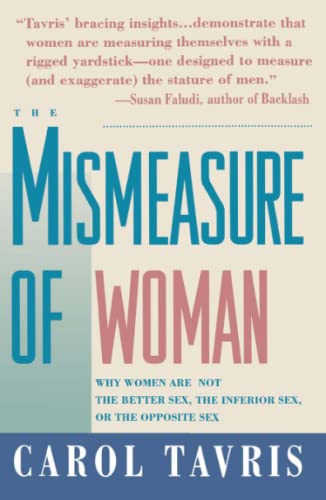 “Tavris’ bracing insights...demonstrate that
women are measuring themselves with a
rigged yardstick—one designed to measure
(and exaggerate) the stature of men.”
—Susan Faludi, author of Backlash
THE
MISMEASURE
OF WOMAN
WHY WOMEN ARE NOT
THE BETTER SEX, THE INFERIOR SEX,
OR THE OPPOSITE SEX
CAROL TAVRIS